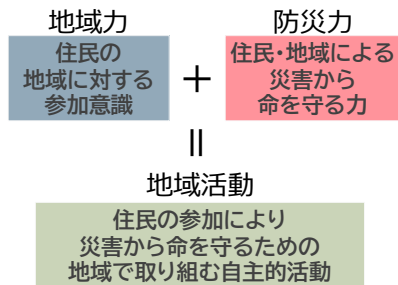 地域力
住民の
地域に対する
参加意識
＋
防災力
住民・地域による
災害から
命を守る力
＝
地域活動
住民の参加により
災害から命を守るための
地域で取り組む自主的活動